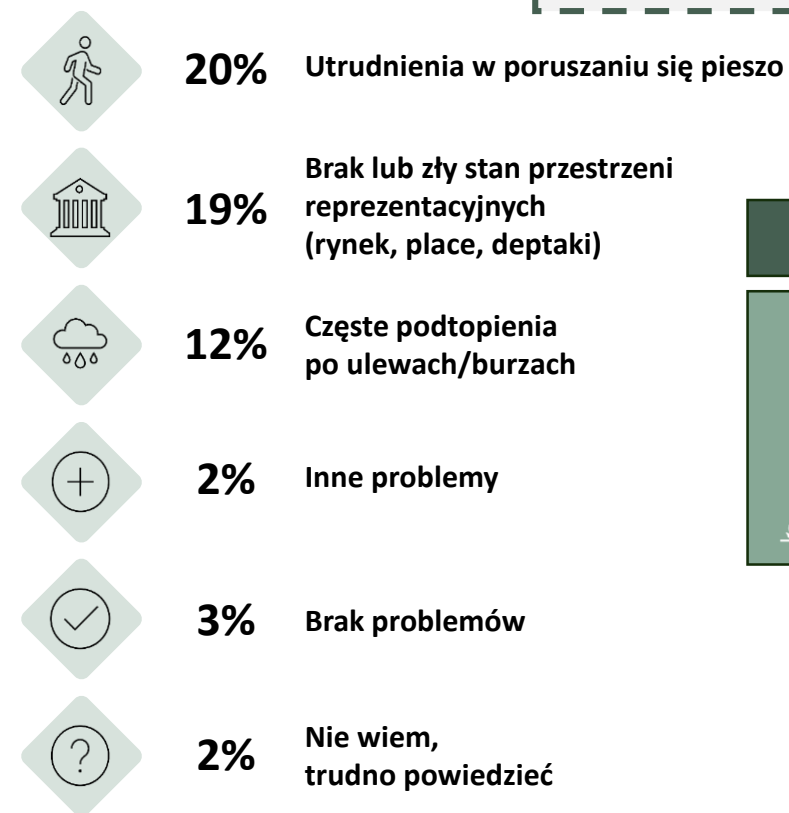 20% Utrudnienia w poruszaniu się pieszo
Brak lub zły stan przestrzeni
19% reprezentacyjnych
(rynek, place, deptaki)
12% Częste podtopienia
po ulewach/burzach
2% Inne problemy
3% Brak problemów
2% Nie wiem,
trudno powiedzieć